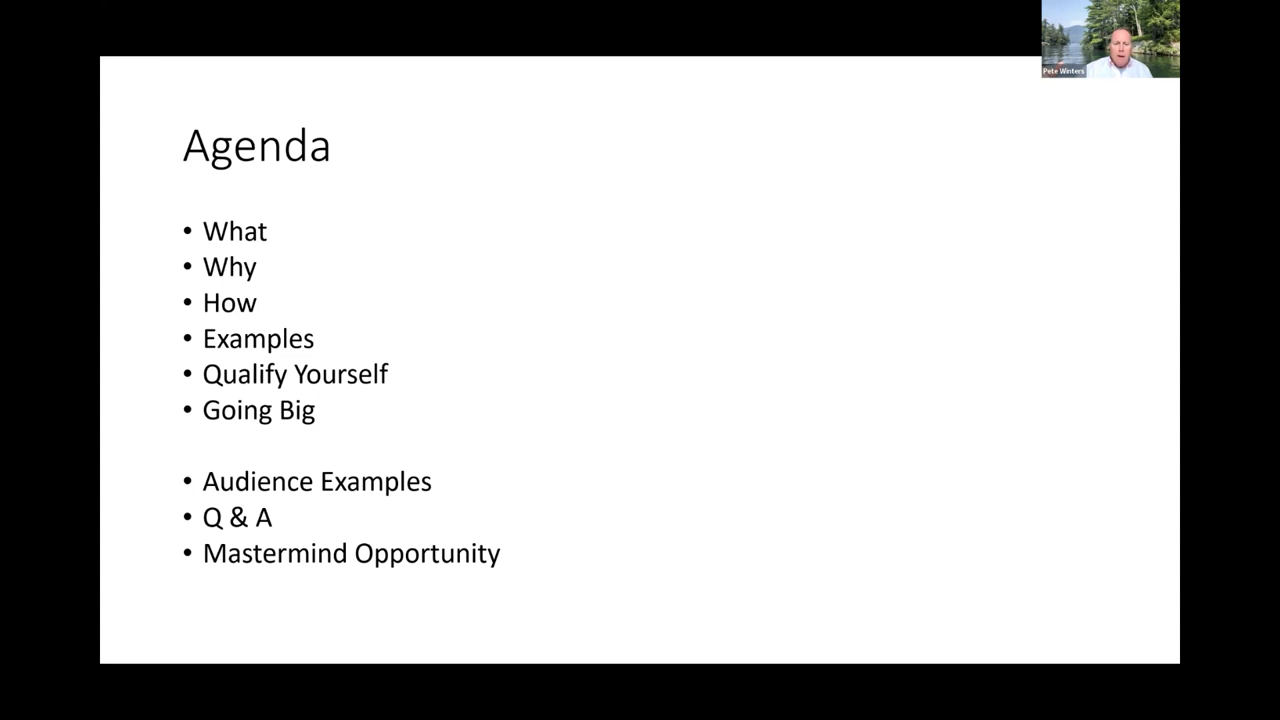 Pete Winters
Agenda
• What
• Why
• How
• Examples
• Qualify Yourself
• Going Big
• Audience Examples
• Q & A
• Mastermind Opportunity